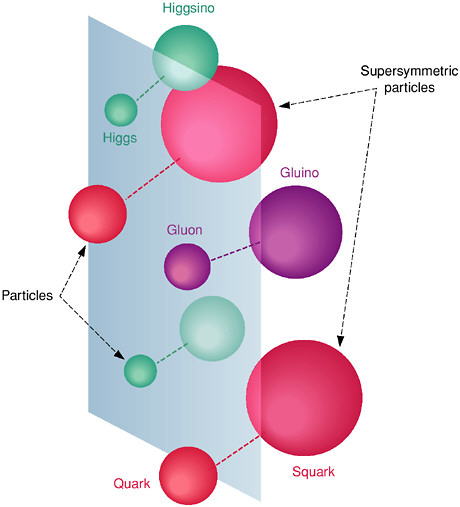 Higgsino
Supersymmetric
particles
Higgs
Gluino
Gluon
Particles
Squark
Quark